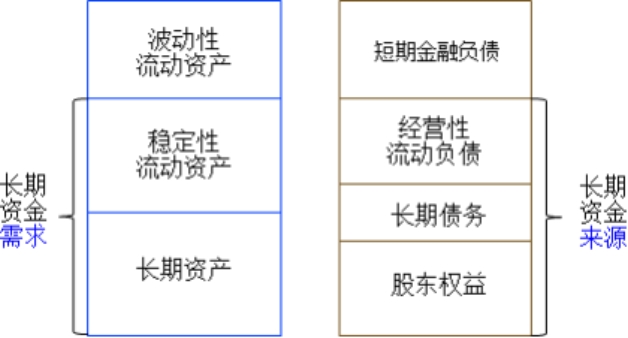 波动性
流动资产
稳定性
流动资产
长期资产
长期
资金
需求
短期金融负债
经营性
流动负债
长期债务
股东权益
长期
资金
来源